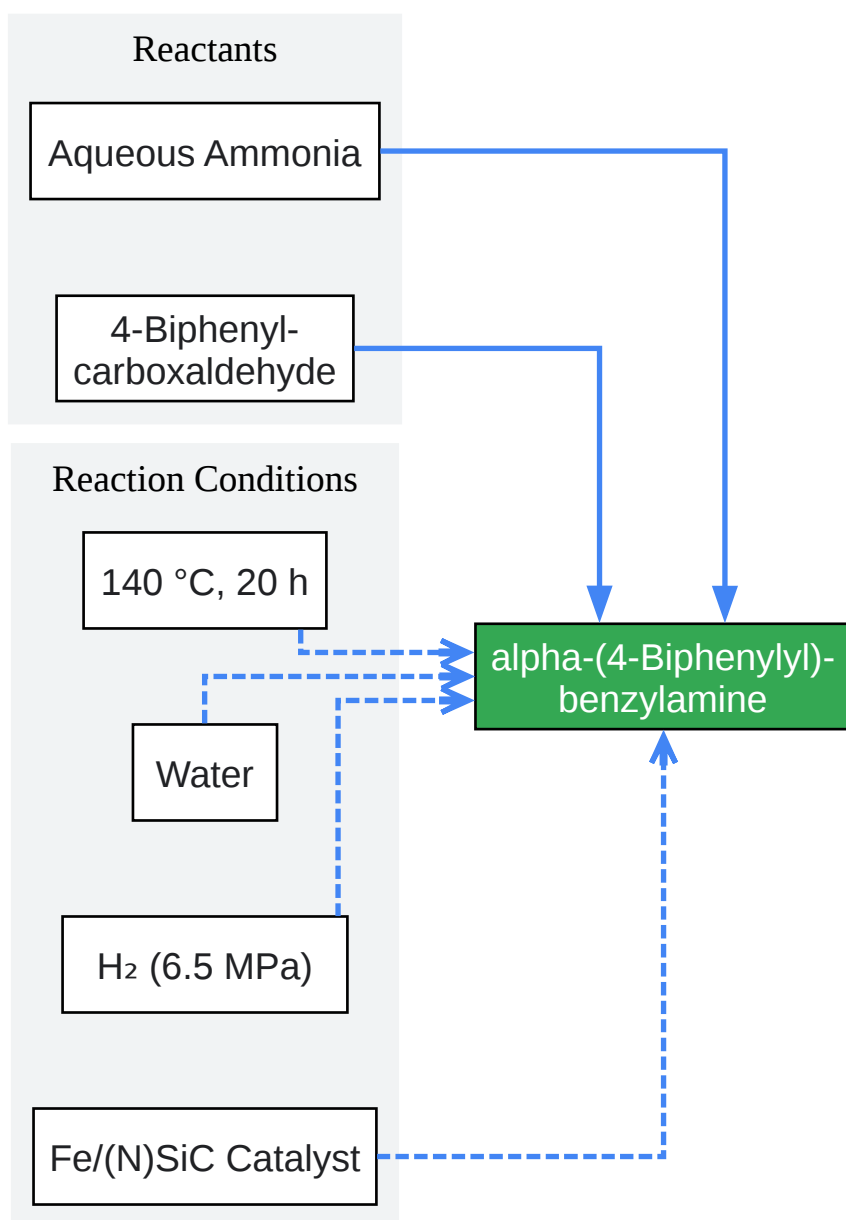 Reactants
Aqueous Ammonia
4-Biphenyl-
carboxaldehyde
Reaction Conditions
140 °C, 20 h
alpha-(4-Biphenylyl)-
benzylamine
Water
H₂ (6.5 MPa)
Fe/(N)SiC Catalyst